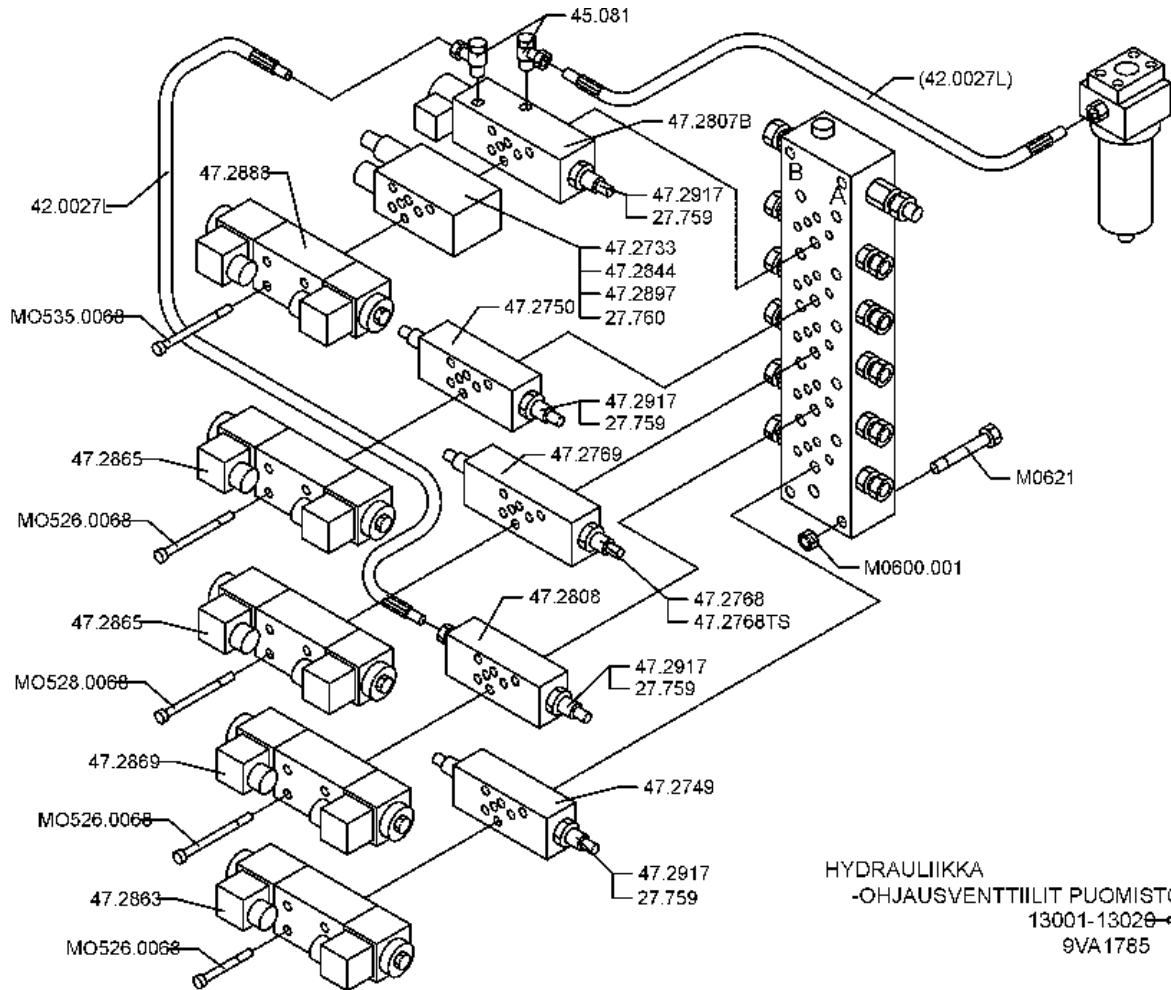 45.081
(42.0027L)
47.2807B
B
A
47.2888
42.0027L
47.2917
27.759
47.2733
47.2844
47.2897
27.760
MO535.0068
47.2750
47.2917
27.759
47.2865
47.2769
M0621
MO526.0068
M0600.001
47.2808
47.2768
47.2768TS
47.2865
47.2917
27.759
MO528.0068
47.2869
47.2749
MO526.0068
47.2917
27.759
HYDRAULIIKKA
-OHJAUSVENTTIILIT PUOMISTO
47.2863
13001-13020
9VA1785
MO526.0068